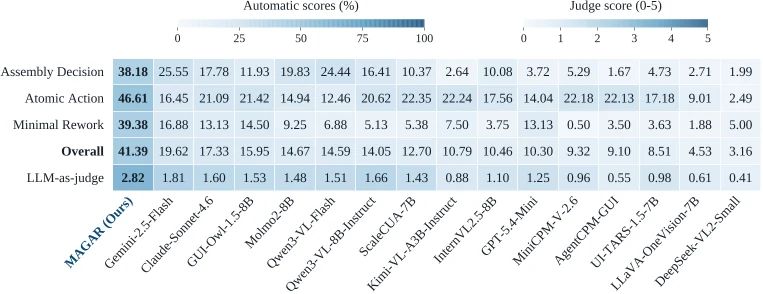 Automatic scores (%)
Judge score (0-5)
0 25 50 75 100
0 1 2 3 4 5
Assembly Decision 38.18 25.55 17.78 11.93 19.83 24.44 16.41 10.37 2.64 10.08 3.72 5.29 1.67 4.73 2.71 1.99
Atomic Action 46.61 16.45 21.09 21.42 14.94 12.46 20.62 22.35 22.24 17.56 14.04 22.18 22.13 17.18 9.01 2.49
Minimal Rework 39.38 16.88 13.13 14.50 9.25 6.88 5.13 5.38 7.50 3.75 13.13 0.50 3.50 3.63 1.88 5.00
Overall 41.39 19.62 17.33 15.95 14.67 14.59 14.05 12.70 10.79 10.46 10.30 9.32 9.10 8.51 4.53 3.16
LLM-as-judge 2.82 1.81 1.60 1.53 1.48 1.51 1.66 1.43 0.88 1.10 1.25 0.96 0.55 0.98 0.61 0.41
MAGAR (Ours)
Gemini-2.5-Flash
Claude-Sonnet-4.6
GUI-Owl-1.5-8B
Molmo2-8B
Qwen3-VL-Flash
Qwen3-VL-8B-Instruct
ScaleCUA-7B
Kimi-VL-A3B-Instruct
InternVL2.5-8B
GPT-5.4-Mini
MiniCPM-V-2.6
AgentCPM-GUI
UI-TARS-1.5-7B
LLaVA-OneVision-7B
DeepSeek-VL2-Small